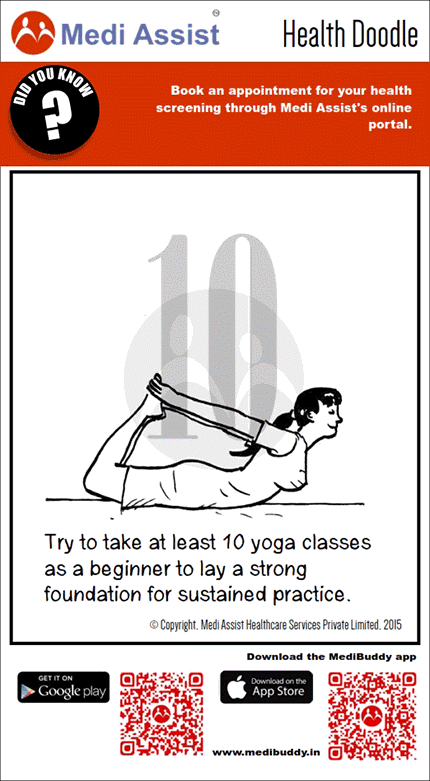 Medi Assist
Health Doodle
DID YOU KNOW
?
Book an appointment for your health
screening through Medi Assist's online
portal.
10
Try to take at least 10 yoga classes
as a beginner to lay a strong
foundation for sustained practice.
© Copyright. Medi Assist Healthcare Services Private Limited. 2015
Download the MediBuddy app
GET IT ON
Google play
Download on the
App Store
www.medibuddy.in